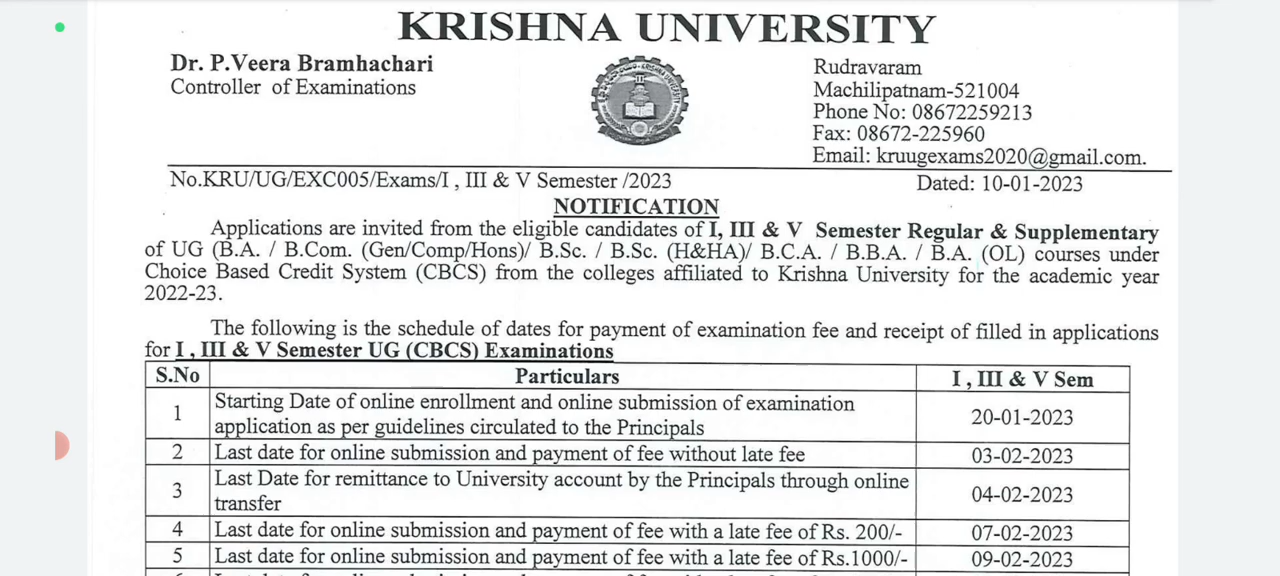 KRISHNA UNIVERSITY
Dr. P.Veera Bramhachari
Controller of Examinations
Rudravaram
Machilipatnam-521004
Phone No: 08672259213
Fax: 08672-225960
Email: kruugexams2020@gmail.com.
No.KRU/UG/EXC005/Exams/I , III & V Semester /2023
Dated: 10-01-2023
NOTIFICATION
Applications are invited from the eligible candidates of I, III & V Semester Regular & Supplementary
of UG (B.A. / B.Com. (Gen/Comp/Hons)/ B.Sc. / B.Sc. (H&HA)/ B.C.A. / B.B.A. / B.A. (OL) courses under
Choice Based Credit System (CBCS) from the colleges affiliated to Krishna University for the academic year
2022-23.
The following is the schedule of dates for payment of examination fee and receipt of filled in applications
for I , III & V Semester UG (CBCS) Examinations
S.No Particulars I , III & V Sem
1 Starting Date of online enrollment and online submission of examination
application as per guidelines circulated to the Principals 20-01-2023
2 Last date for online submission and payment of fee without late fee 03-02-2023
3 Last Date for remittance to University account by the Principals through online
transfer 04-02-2023
4 Last date for online submission and payment of fee with a late fee of Rs. 200/- 07-02-2023
5 Last date for online submission and payment of fee with a late fee of Rs.1000/- 09-02-2023